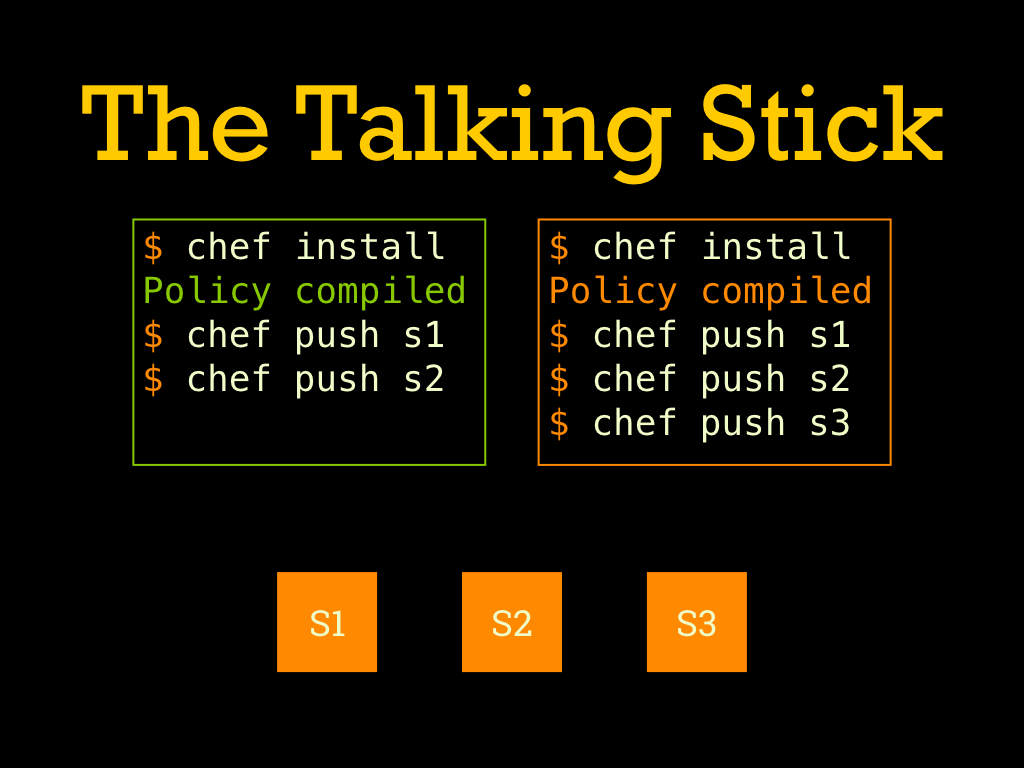 The Talking Stick
$ chef install
Policy compiled
$ chef push s1
$ chef push s2
$ chef install
Policy compiled
$ chef push s1
$ chef push s2
$ chef push s3
S1
S2
S3